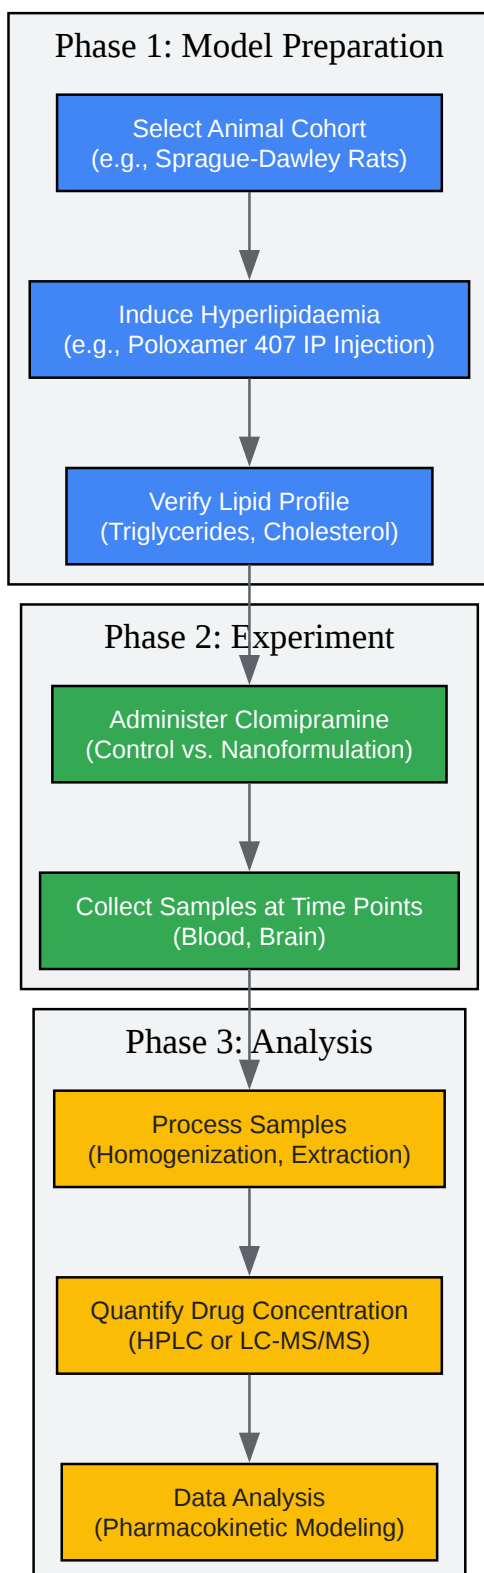 Phase 1: Model Preparation
Select Animal Cohort
(e.g., Sprague-Dawley Rats)
Induce Hyperlipidaemia
(e.g., Poloxamer 407 IP Injection)
Verify Lipid Profile
(Triglycerides, Cholesterol)
Phase 2: Experiment
Administer Clomipramine
(Control vs. Nanoformulation)
Collect Samples at Time Points
(Blood, Brain)
Phase 3: Analysis
Process Samples
(Homogenization, Extraction)
Quantify Drug Concentration
(HPLC or LC-MS/MS)
Data Analysis
(Pharmacokinetic Modeling)